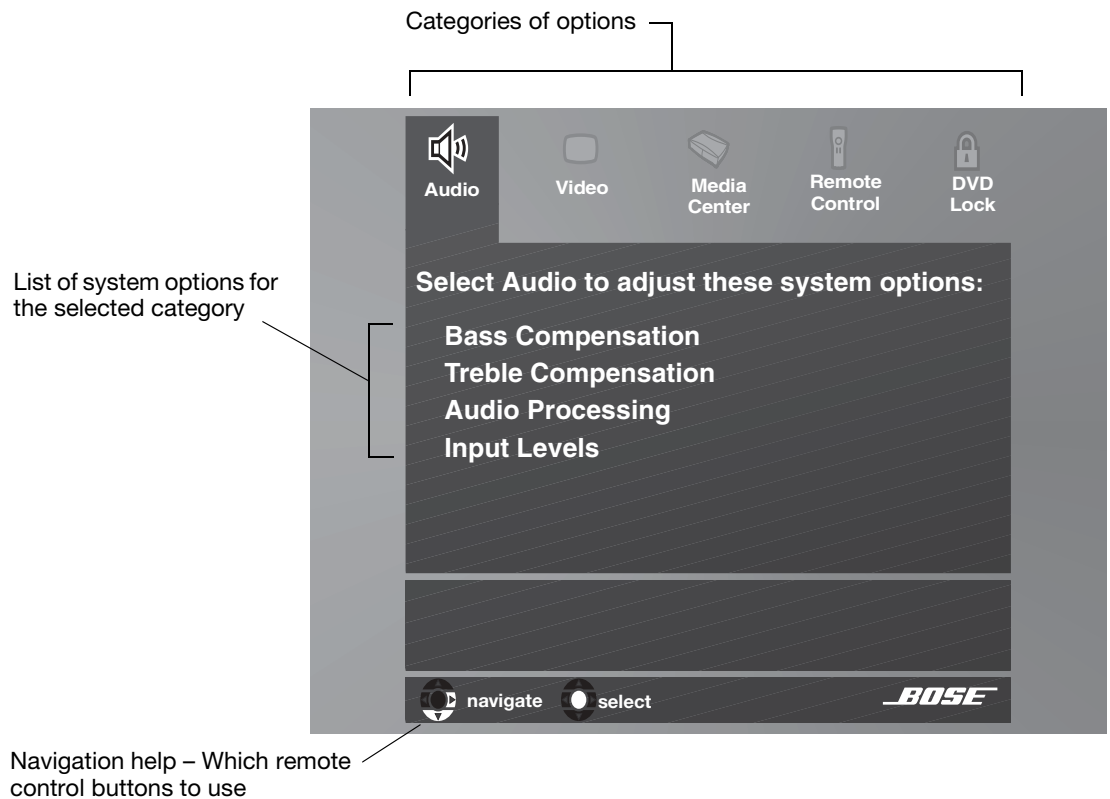 Categories of options
Audio
Video
Media
Center
Remote
Control
DVD
Lock
List of system options for
the selected category
Select Audio to adjust these system options:
Bass Compensation
Treble Compensation
Audio Processing
Input Levels
navigate
select
BOSE
Navigation help – Which remote
control buttons to use